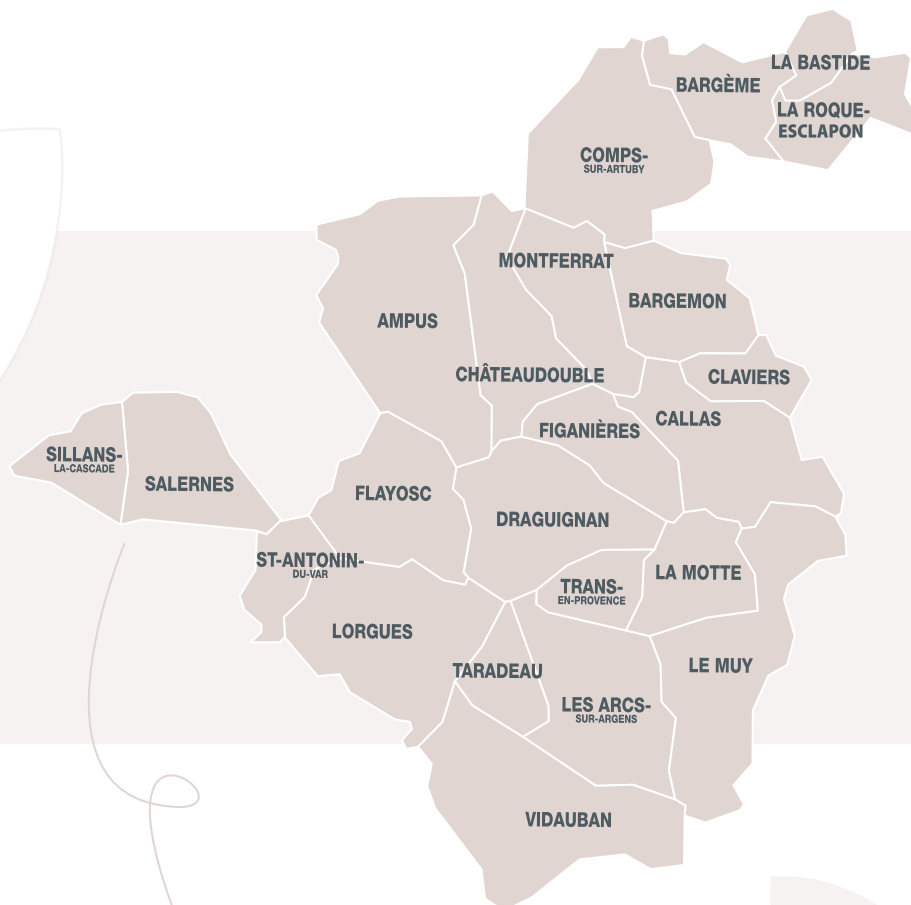 LA BASTIDE
BARGÈME
LA ROQUE-
ESCLAPON
COMPS-
SUR-ARTUBY
MONTFERRAT
BARGEMON
AMPUS
CHÂTEAUDOUBLE
CLAVIERS
CALLAS
FIGANIÈRES
SILLANS-
LA-CASCADE
SALERNES
FLAYOSC
DRAGUIGNAN
ST-ANTONIN-
DU-VAR
TRANS-
EN-PROVENCE
LA MOTTE
LORGUES
TARADEAU
LE MUY
LES ARCS-
SUR-ARGENS
VIDAUBAN